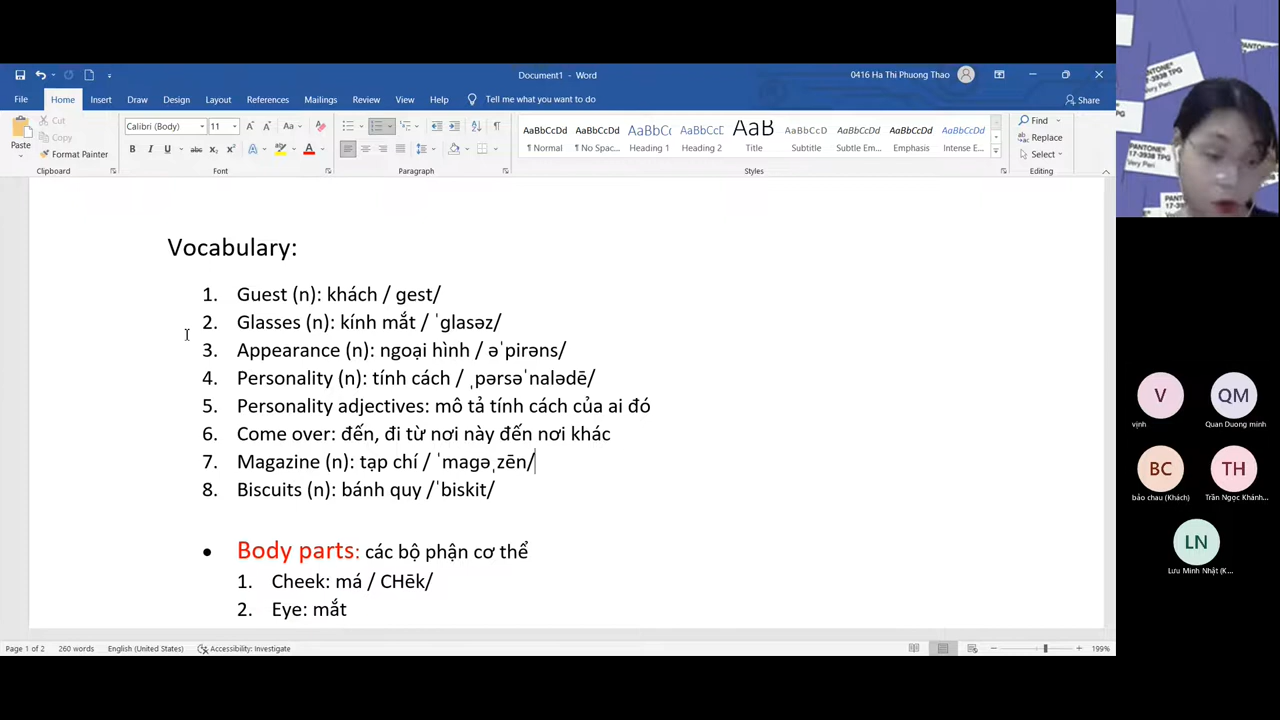 Document1 - Word
0416 Ha Thi Phuong Thao
File Home Insert Draw Design Layout References Mailings Review View Help Tell me what you want to do
Share
Paste
Cut
Copy
Format Painter
Clipboard
Calibri (Body) 11
Font
Paragraph
AaBbCcDd AaBbCcDd AaBbCc AaBbCcD AaB AaBbCcD AaBbCcDd AaBbCcDd AaBbCcDd
¶ Normal ¶ No Spac... Heading 1 Heading 2 Title Subtitle Subtle Em... Emphasis Intense E...
Styles
Find
Replace
Select
Editing
PANTONE®
17-3938 TPG
Very Peri
Vocabulary:
1. Guest (n): khách / gest/
2. Glasses (n): kính mắt / ˈglasəz/
3. Appearance (n): ngoại hình / əˈpirəns/
4. Personality (n): tính cách / ˌpərsəˈnalədē/
5. Personality adjectives: mô tả tính cách của ai đó
6. Come over: đến, đi từ nơi này đến nơi khác
7. Magazine (n): tạp chí / ˈmagəˌzēn/
8. Biscuits (n): bánh quy /ˈbiskit/
• Body parts: các bộ phận cơ thể
1. Cheek: má / CHēk/
2. Eye: mắt
V
vịnh
QM
Quan Duong minh
BC
bảo chau (Khách)
TH
Trần Ngọc Khánh...
LN
Lưu Minh Nhật (K...
Page 1 of 2 260 words English (United States) Accessibility: Investigate
199%